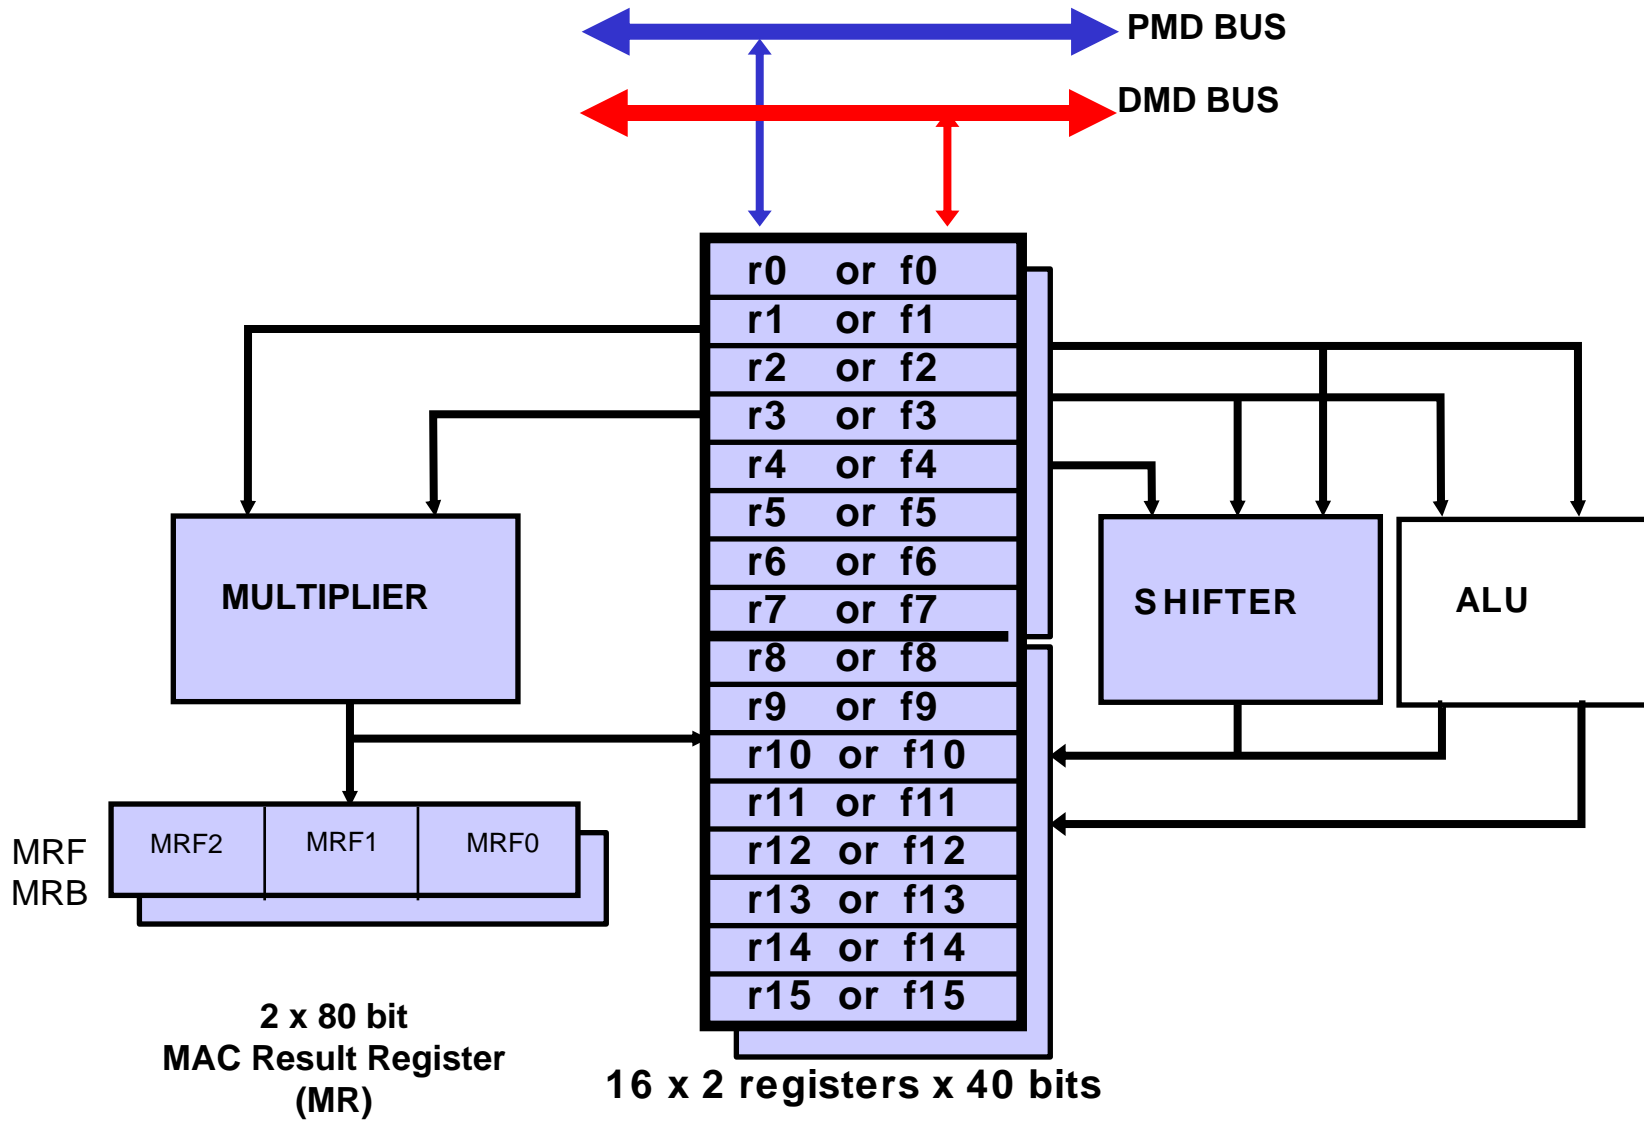 PMD BUS
DMD BUS
r0 or f0
r1 or f1
r2 or f2
r3 or f3
r4 or f4
r5 or f5
r6 or f6
r7 or f7
r8 or f8
r9 or f9
r10 or f10
r11 or f11
r12 or f12
r13 or f13
r14 or f14
r15 or f15
MULTIPLIER
SHIFTER
ALU
MRF2 MRF1 MRF0
MRF
MRB
2 x 80 bit
MAC Result Register
(MR)
16 x 2 registers x 40 bits